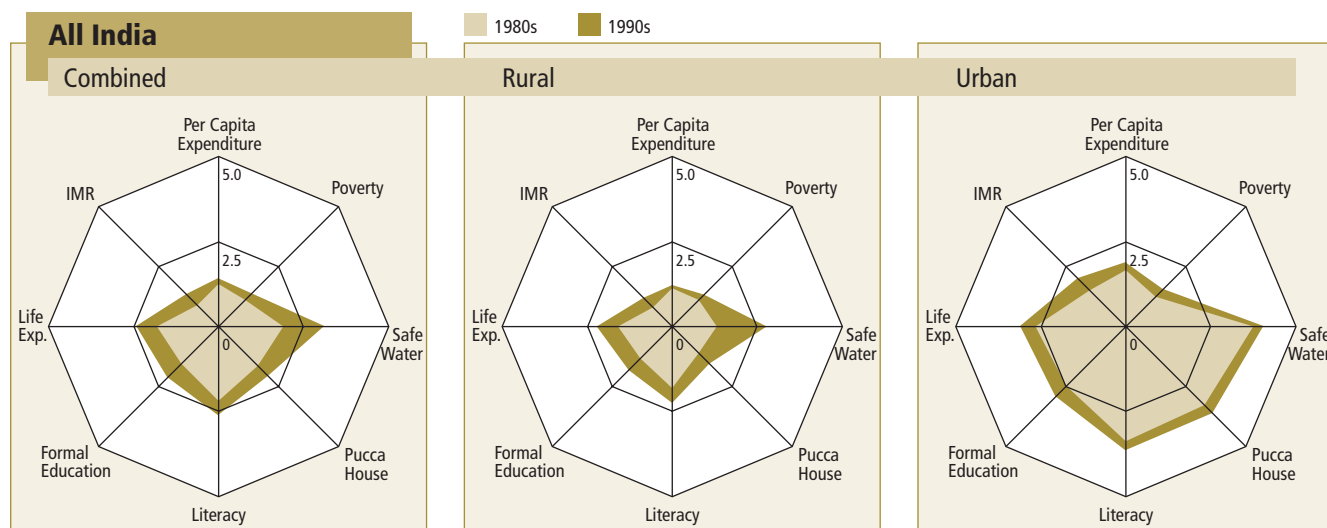 All India
1980s
1990s
Combined
Rural
Urban
Per Capita
Expenditure
5.0
IMR
Poverty
2.5
Life
Exp.
Safe
Water
0
Formal
Education
Pucca
House
Literacy
Per Capita
Expenditure
5.0
IMR
Poverty
2.5
Life
Exp.
Safe
Water
0
Formal
Education
Pucca
House
Literacy
Per Capita
Expenditure
5.0
IMR
Poverty
2.5
Life
Exp.
Safe
Water
0
Formal
Education
Pucca
House
Literacy